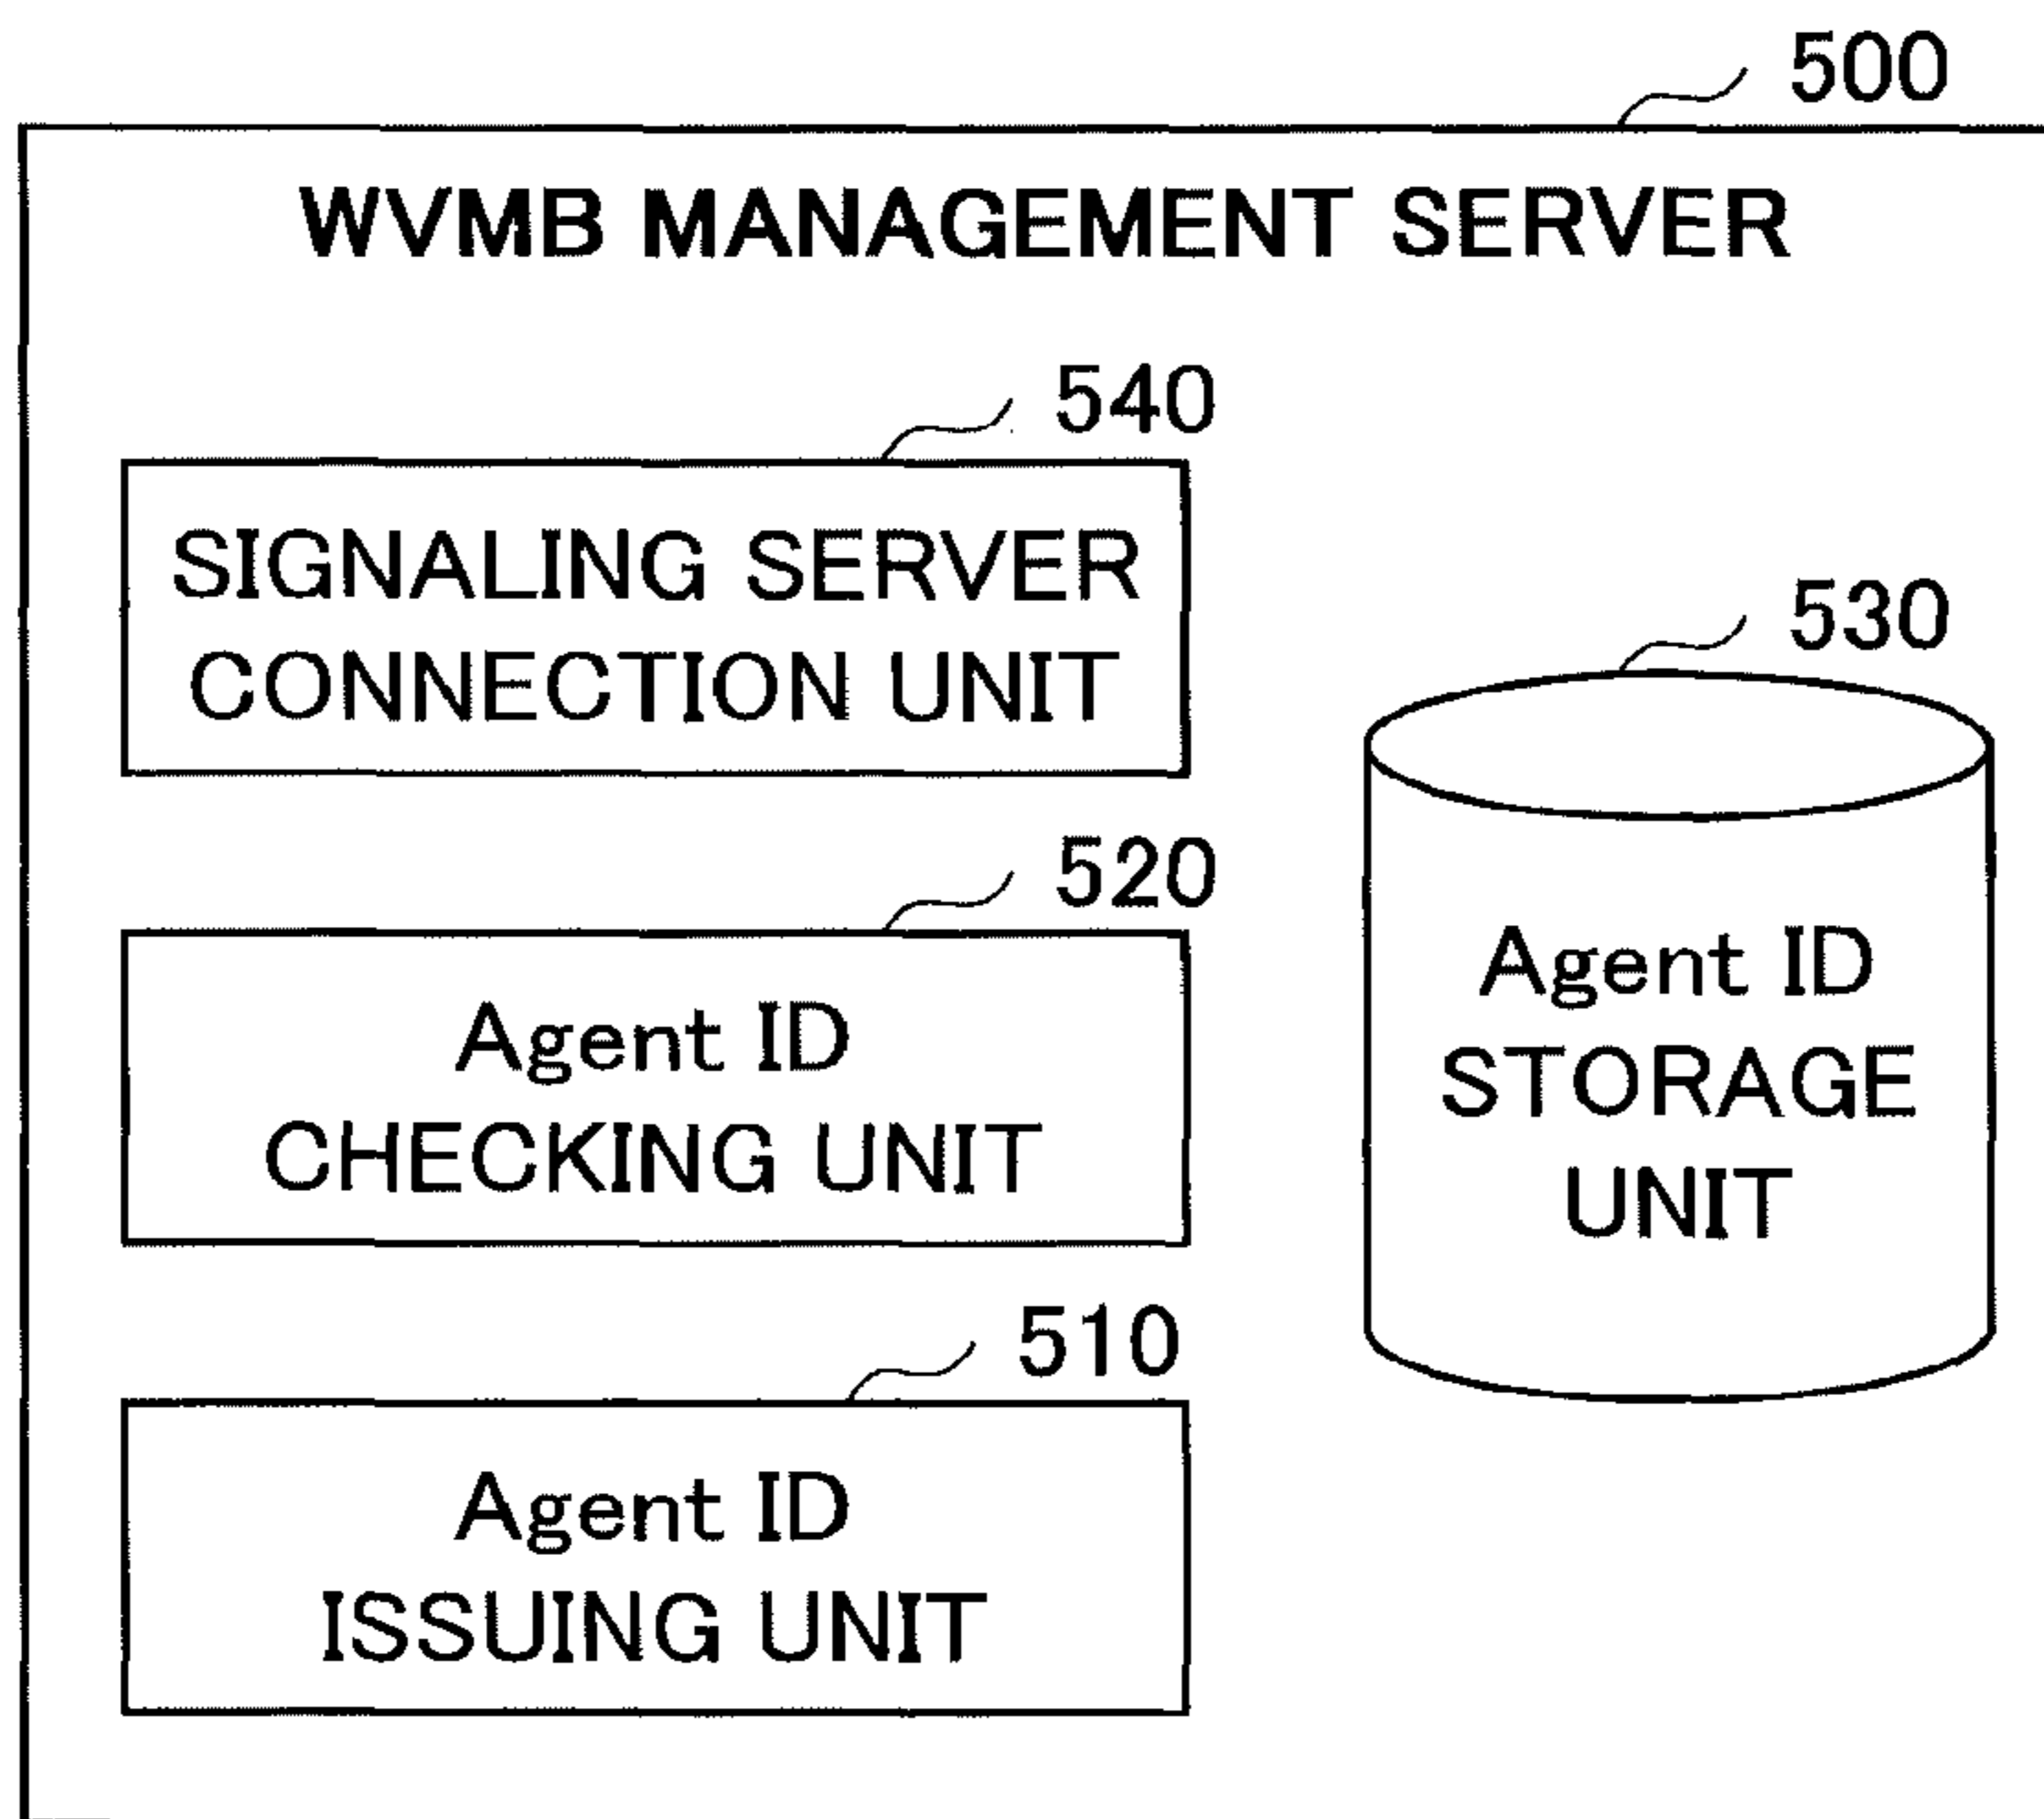 500
WVMB MANAGEMENT SERVER
540
SIGNALING SERVER
CONNECTION UNIT
530
Agent ID
STORAGE
UNIT
520
Agent ID
CHECKING UNIT
510
Agent ID
ISSUING UNIT